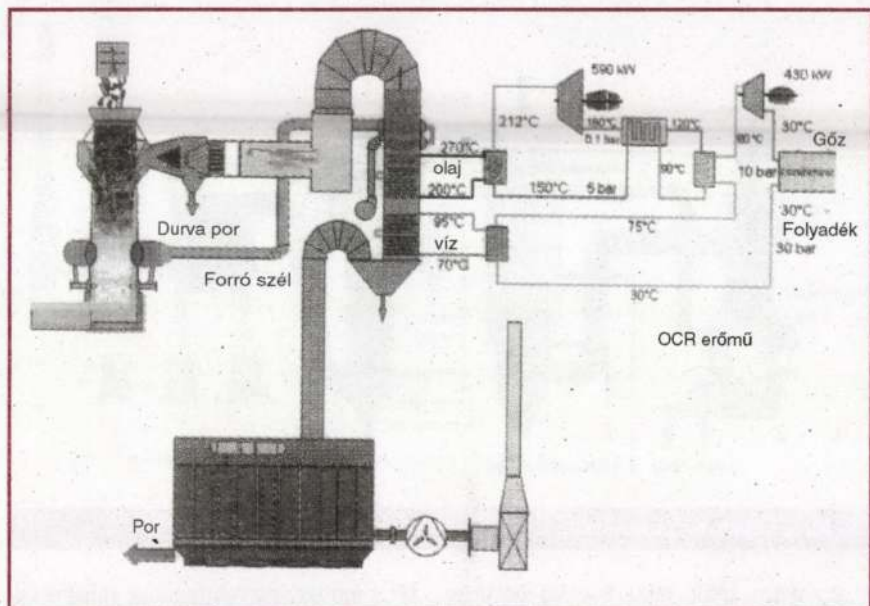 590 kW
430 kW
212°C
180°C
120°C
30°C
0.1 bar
Gőz
270°C
olaj
90°C
10 bar
200°C
150°C
5 bar
30°C
Durva por
95°C
75°C
Folyadék
víz
30 bar
Forró szél
70°C
30°C
OCR erőmű
Por